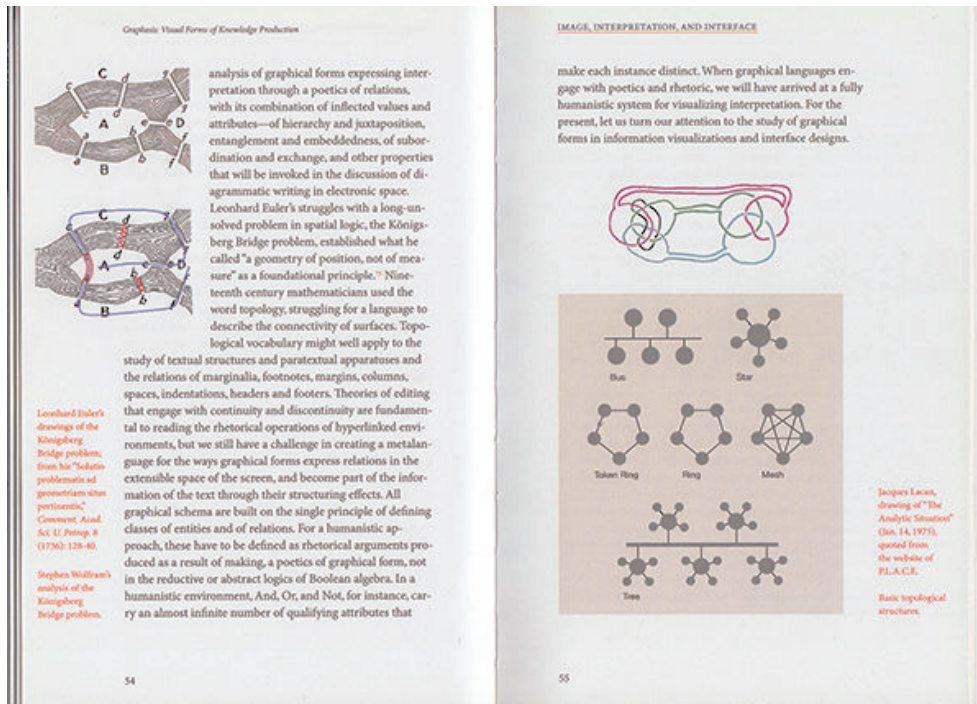 Graphesis: Visual Forms of Knowledge Production
analysis of graphical forms expressing inter-
pretation through a poetics of relations,
with its combination of inflected values and
attributes—of hierarchy and juxtaposition,
entanglement and embeddedness, of subor-
dination and exchange, and other properties
that will be invoked in the discussion of di-
agrammatic writing in electronic space.
Leonhard Euler's struggles with a long-un-
solved problem in spatial logic, the Königs-
berg Bridge problem, established what he
called "a geometry of position, not of mea-
sure" as a foundational principle. Nine-
teenth century mathematicians used the
word topology, struggling for a language to
describe the connectivity of surfaces. Topo-
logical vocabulary might well apply to the
study of textual structures and paratextual apparatuses and
the relations of marginalia, footnotes, margins, columns,
spaces, indentations, headers and footers. Theories of editing
that engage with continuity and discontinuity are fundamen-
tal to reading the rhetorical operations of hyperlinked envi-
ronments, but we still have a challenge in creating a metalan-
guage for the ways graphical forms express relations in the
extensible space of the screen, and become part of the infor-
mation of the text through their structuring effects. All
graphical schema are built on the single principle of defining
classes of entities and of relations. For a humanistic ap-
proach, these have to be defined as rhetorical arguments pro-
duced as a result of making, a poetics of graphical form, not
in the reductive or abstract logics of Boolean algebra. In a
humanistic environment, And, Or, and Not, for instance, car-
ry an almost infinite number of qualifying attributes that
C
c d g
d
A e e D
b f
a
B b f
C
d
d
A e e D
b
B b
Leonhard Euler's
drawings of the
Königsberg
Bridge problem;
from his "Solutio
problematis ad
geometriam situs
pertinentis,"
Comment. Acad.
Sci. U. Petrop. 8
(1736): 128-40.
Stephen Wolfram's
analysis of the
Königsberg
Bridge problem.
54
IMAGE, INTERPRETATION, AND INTERFACE
make each instance distinct. When graphical languages en-
gage with poetics and rhetoric, we will have arrived at a fully
humanistic system for visualizing interpretation. For the
present, let us turn our attention to the study of graphical
forms in information visualizations and interface designs.
Bus Star
Token Ring Ring Mesh
Tree
Jacques Lacan,
drawing of "The
Analytic Situation"
(Jan. 14, 1975),
quoted from
the website of
P.L.A.C.E.
Basic topological
structures.
55